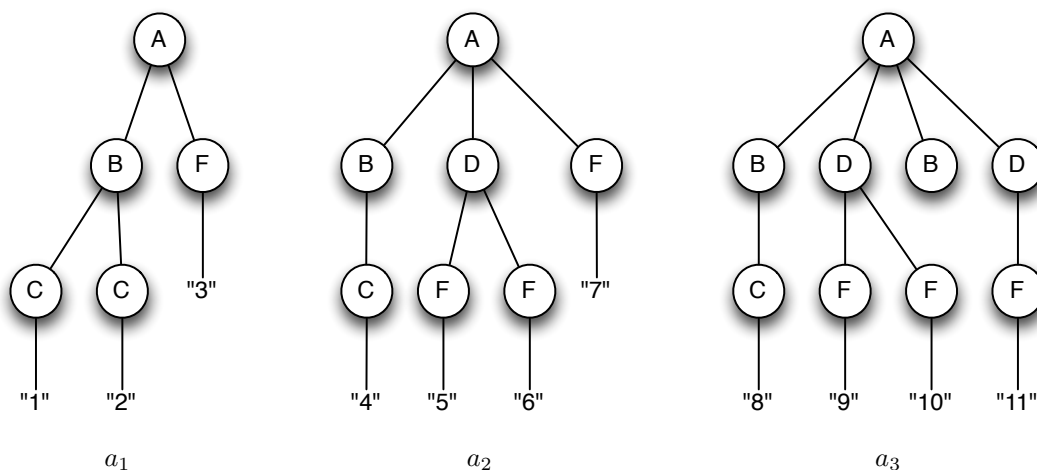 A A A
B F B D F B D B D
C C "3" C F F "7" C F F F
"1" "2" "4" "5" "6" "8" "9" "10" "11"
a1 a2 a3